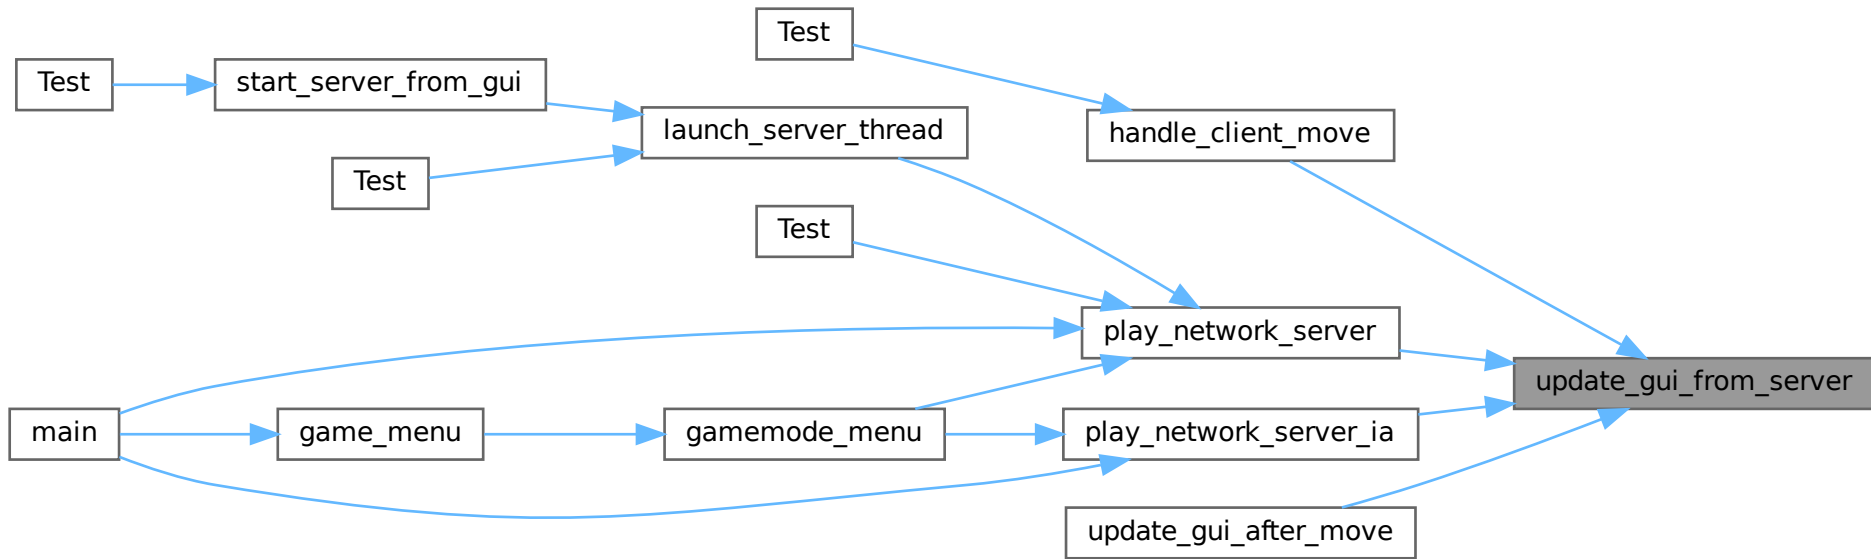 Test
Test
start_server_from_gui
launch_server_thread
handle_client_move
Test
Test
play_network_server
update_gui_from_server
main
game_menu
gamemode_menu
play_network_server_ia
update_gui_after_move